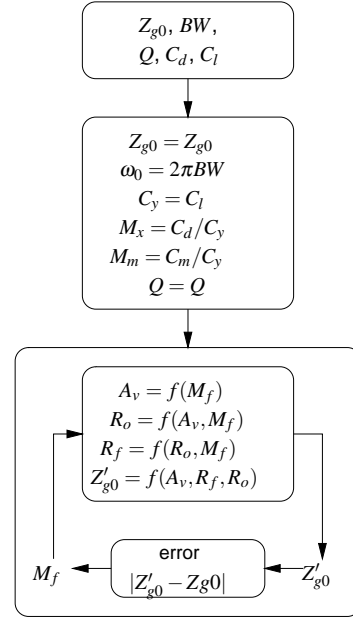 Z_{g0}, BW,
Q, C_d, C_l
Z_{g0} = Z_{g0}
ω_0 = 2πBW
C_y = C_l
M_x = C_d/C_y
M_m = C_m/C_y
Q = Q
A_v = f(M_f)
R_o = f(A_v, M_f)
R_f = f(R_o, M_f)
Z'_{g0} = f(A_v, R_f, R_o)
error
|Z'_{g0} − Zg0|
M_f
Z'_{g0}